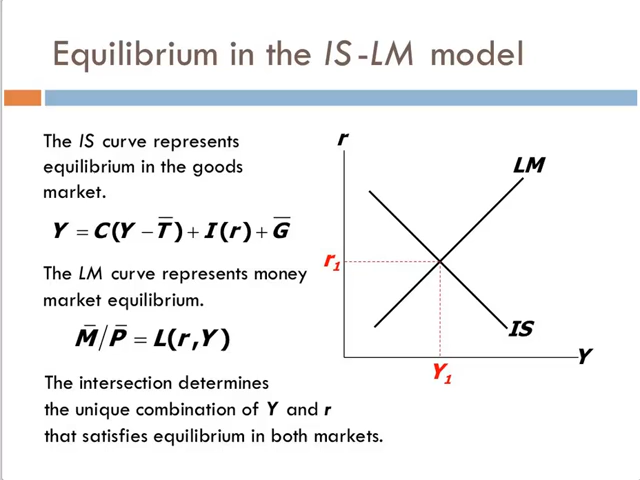 Equilibrium in the IS-LM model
The IS curve represents
equilibrium in the goods
market.
Y = C(Y − T̄) + I(r) + Ḡ
The LM curve represents money
market equilibrium.
M̄/P̄ = L(r,Y)
The intersection determines
the unique combination of Y and r
that satisfies equilibrium in both markets.
r
LM
r₁
IS
Y
Y₁